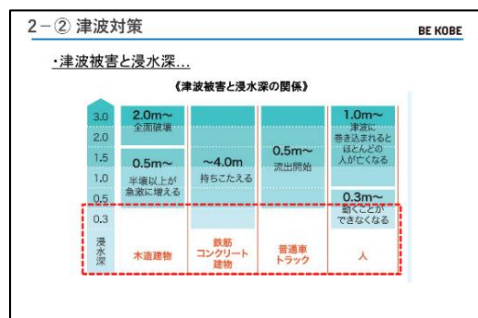 2-② 津波対策
BE KOBE
・津波被害と浸水深…
《津波被害と浸水深の関係》
3.0
2.0
1.5
1.0
0.5
0.3
浸水深
2.0m~
全面破壊
0.5m~
半壊以上が
急激に増える
木造建物
~4.0m
持ちこたえる
鉄筋
コンクリート
建物
0.5m~
流出開始
普通車
トラック
1.0m~
津波に
巻き込まれると
ほとんどの
人が亡くなる
0.3m~
動くことが
できなくなる
人